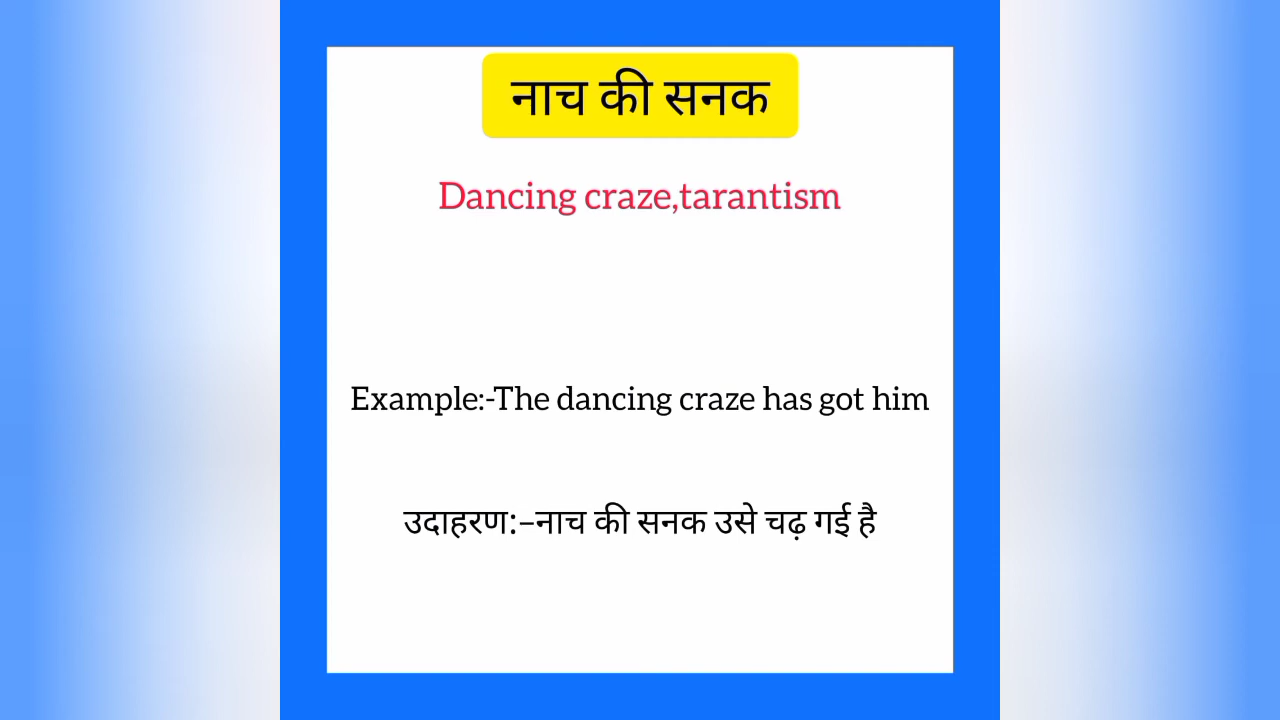 नाच की सनक
Dancing craze,tarantism
Example:-The dancing craze has got him
उदाहरण:–नाच की सनक उसे चढ़ गई है